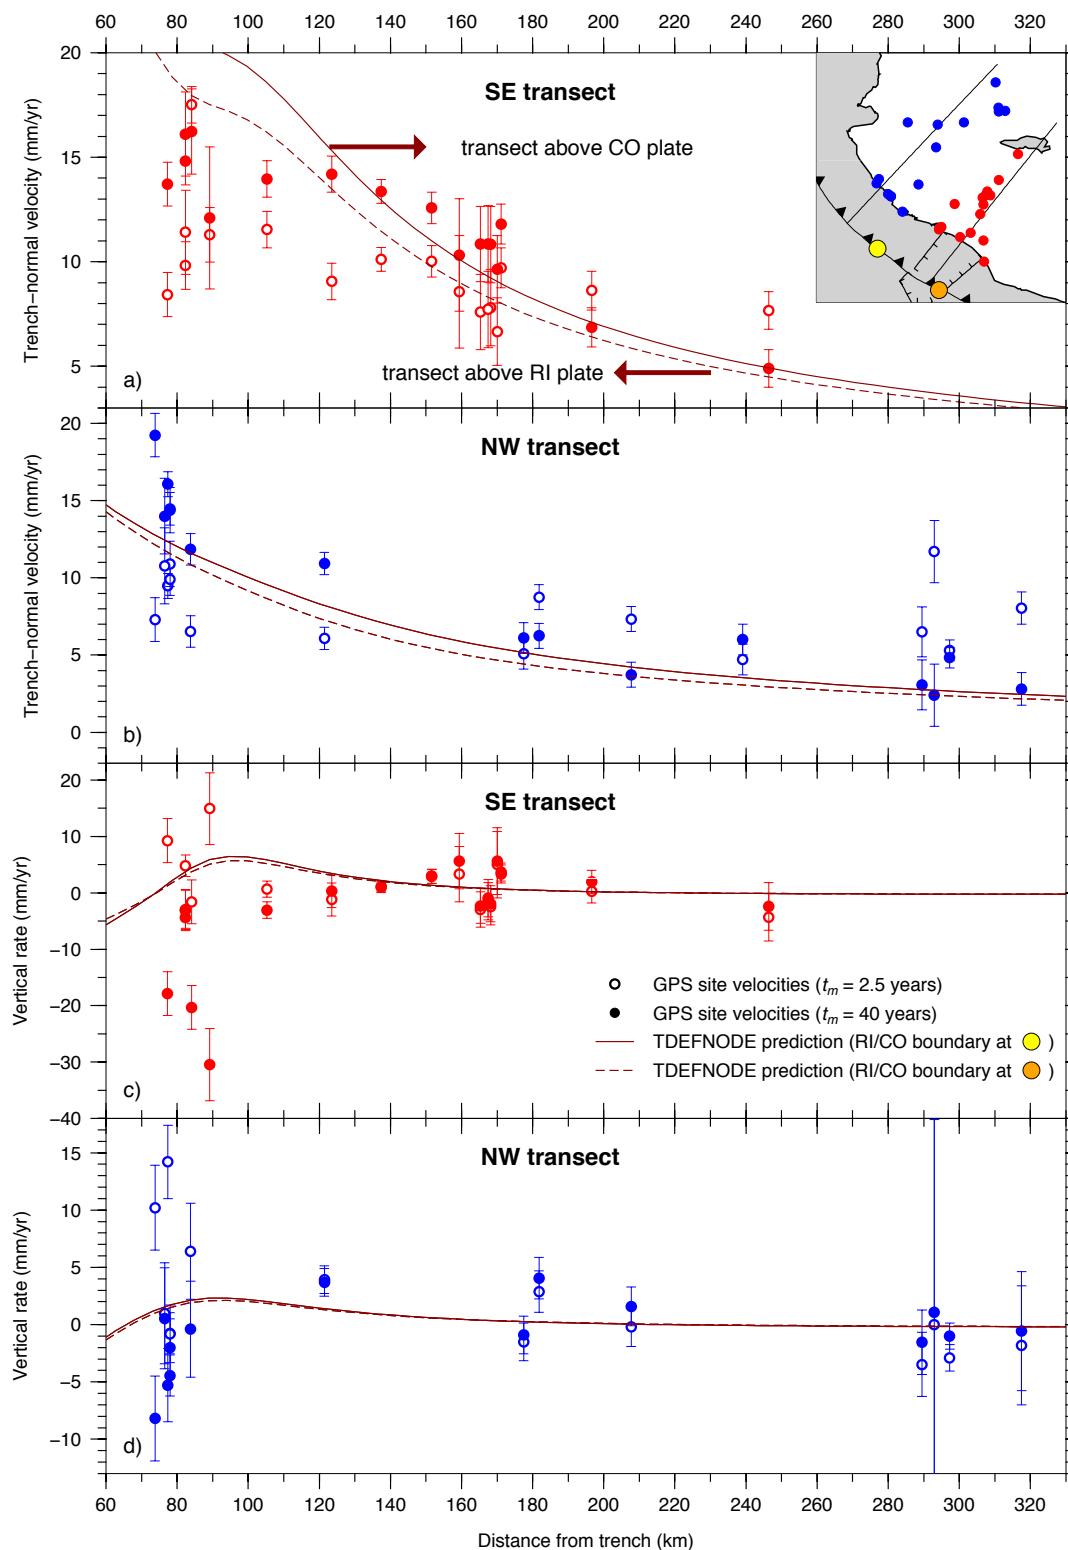 60 80 100 120 140 160 180 200 220 240 260 280 300 320
20
15
10
5
Trench−normal velocity (mm/yr)
SE transect
transect above CO plate
transect above RI plate
a)
20
15
10
5
0
Trench−normal velocity (mm/yr)
NW transect
b)
20
10
0
−10
−20
−30
−40
Vertical rate (mm/yr)
SE transect
GPS site velocities (tm = 2.5 years)
GPS site velocities (tm = 40 years)
TDEFNODE prediction (RI/CO boundary at )
TDEFNODE prediction (RI/CO boundary at )
c)
15
10
5
0
−5
−10
Vertical rate (mm/yr)
NW transect
d)
60 80 100 120 140 160 180 200 220 240 260 280 300 320
Distance from trench (km)